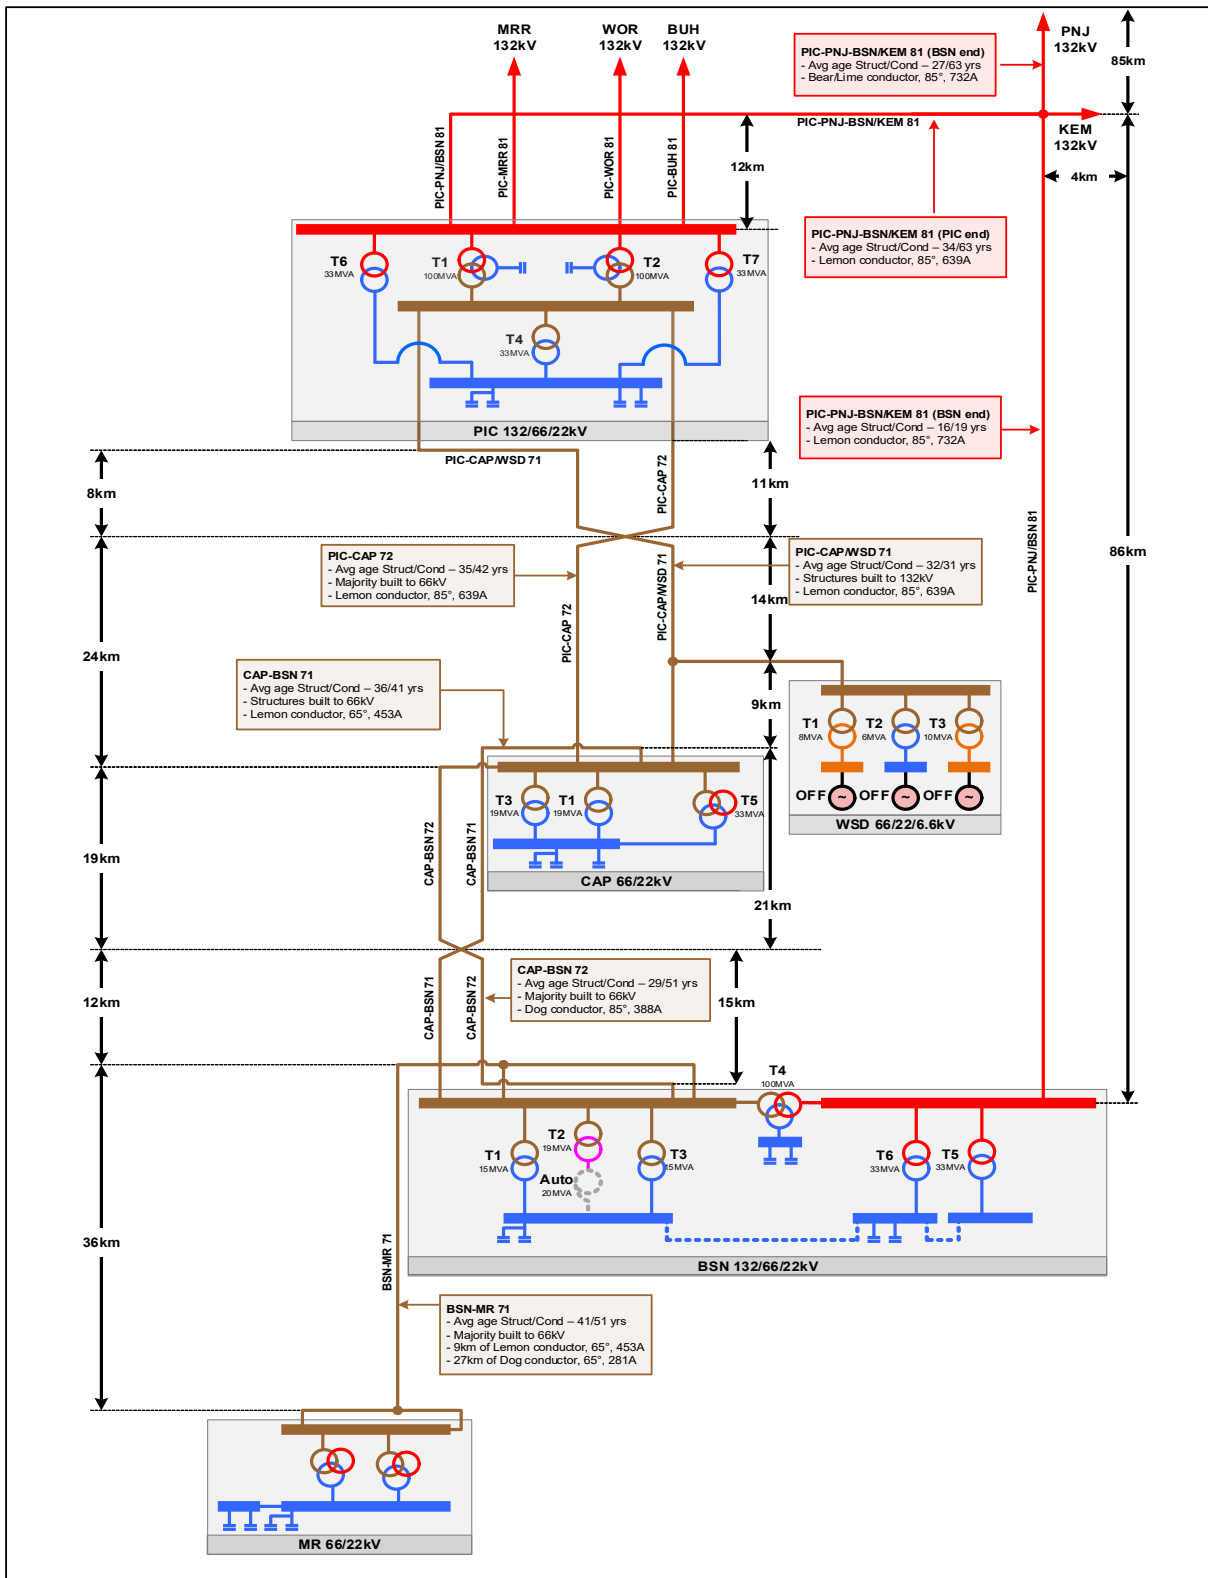 MRR
132kV
WOR
132kV
BUH
132kV
PNJ
132kV
85km
PIC-PNJ-BSN/KEM 81 (BSN end)
- Avg age Struct/Cond – 27/63 yrs
- Bear/Lime conductor, 85°, 732A
PIC-PNJ-BSN/KEM 81
KEM
132kV
12km
4km
PIC-PNJ/BSN 81
PIC-MRR 81
PIC-WOR 81
PIC-BUH 81
PIC-PNJ-BSN/KEM 81 (PIC end)
- Avg age Struct/Cond – 34/63 yrs
- Lemon conductor, 85°, 639A
T6
33MVA
T1
100MVA
T2
100MVA
T7
33MVA
T4
33MVA
PIC 132/66/22kV
PIC-PNJ-BSN/KEM 81 (BSN end)
- Avg age Struct/Cond – 16/19 yrs
- Lemon conductor, 85°, 732A
PIC-CAP/WSD 71
PIC-CAP 72
8km
11km
PIC-PNJ/BSN 81
86km
PIC-CAP 72
- Avg age Struct/Cond – 35/42 yrs
- Majority built to 66kV
- Lemon conductor, 85°, 639A
PIC-CAP/WSD 71
- Avg age Struct/Cond – 32/31 yrs
- Structures built to 132kV
- Lemon conductor, 85°, 639A
PIC-CAP 72
PIC-CAP/WSD 71
14km
24km
CAP-BSN 71
- Avg age Struct/Cond – 36/41 yrs
- Structures built to 66kV
- Lemon conductor, 65°, 453A
9km
T1
8MVA
T2
6MVA
T3
10MVA
OFF
~
OFF
~
OFF
~
WSD 66/22/6.6kV
T3
19MVA
T1
19MVA
T5
33MVA
CAP 66/22kV
CAP-BSN 72
CAP-BSN 71
19km
21km
CAP-BSN 72
- Avg age Struct/Cond – 29/51 yrs
- Majority built to 66kV
- Dog conductor, 85°, 388A
CAP-BSN 71
CAP-BSN 72
12km
15km
T4
100MVA
T1
15MVA
T2
19MVA
T3
15MVA
Auto
20MVA
T6
33MVA
T5
33MVA
BSN 132/66/22kV
36km
BSN-MR 71
BSN-MR 71
- Avg age Struct/Cond – 41/51 yrs
- Majority built to 66kV
- 9km of Lemon conductor, 65°, 453A
- 27km of Dog conductor, 65°, 281A
MR 66/22kV